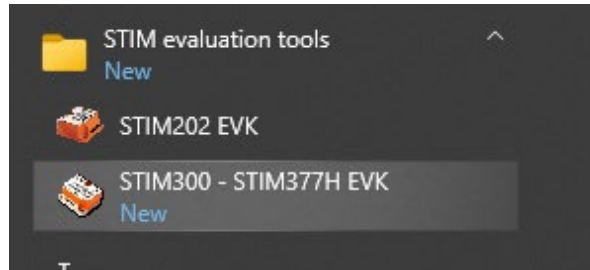 STIM evaluation tools
New
STIM202 EVK
STIM300 - STIM377H EVK
New